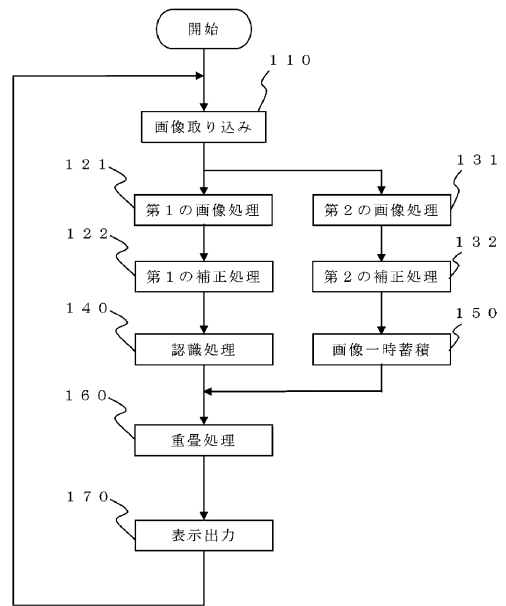 開始
110
画像取り込み
121
131
第1の画像処理
第2の画像処理
122
132
第1の補正処理
第2の補正処理
140
150
認識処理
画像一時蓄積
160
重畳処理
170
表示出力